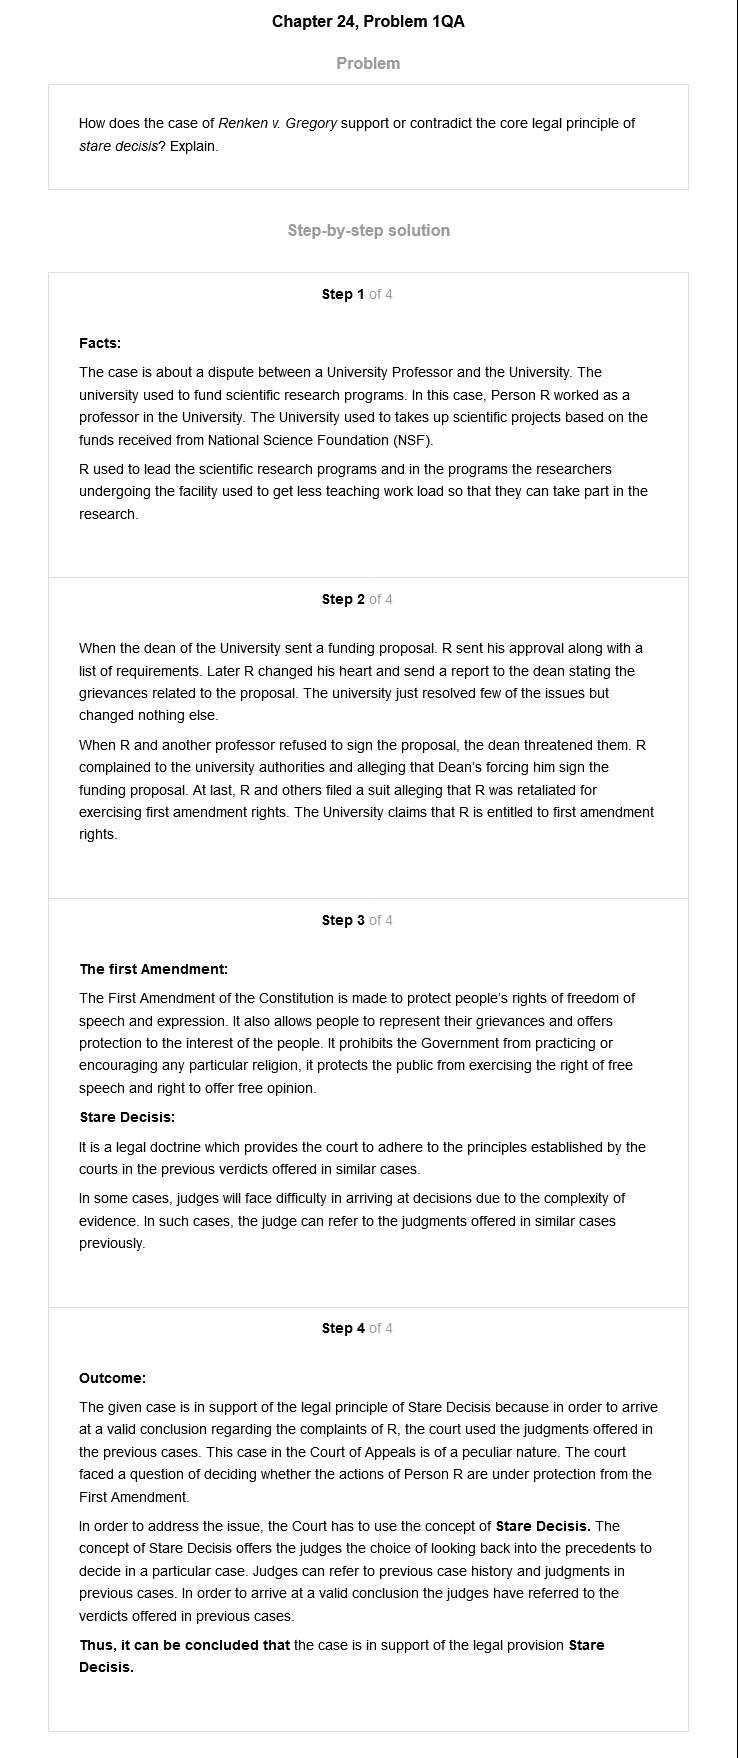 Chapter 24, Problem 1QA
Problem
How does the case of Renken v. Gregory support or contradict the core legal principle of
stare decisis? Explain.
Step-by-step solution
Step 1 of 4
Facts:
The case is about a dispute between a University Professor and the University. The
university used to fund scientific research programs. In this case, Person R worked as a
professor in the University. The University used to takes up scientific projects based on the
funds received from National Science Foundation (NSF).
R used to lead the scientific research programs and in the programs the researchers
undergoing the facility used to get less teaching work load so that they can take part in the
research.
Step 2 of 4
When the dean of the University sent a funding proposal. R sent his approval along with a
list of requirements. Later R changed his heart and send a report to the dean stating the
grievances related to the proposal. The university just resolved few of the issues but
changed nothing else.
When R and another professor refused to sign the proposal, the dean threatened them. R
complained to the university authorities and alleging that Dean's forcing him sign the
funding proposal. At last, R and others filed a suit alleging that R was retaliated for
exercising first amendment rights. The University claims that R is entitled to first amendment
rights.
Step 3 of 4
The first Amendment:
The First Amendment of the Constitution is made to protect people's rights of freedom of
speech and expression. It also allows people to represent their grievances and offers
protection to the interest of the people. It prohibits the Government from practicing or
encouraging any particular religion, it protects the public from exercising the right of free
speech and right to offer free opinion.
Stare Decisis:
It is a legal doctrine which provides the court to adhere to the principles established by the
courts in the previous verdicts offered in similar cases.
In some cases, judges will face difficulty in arriving at decisions due to the complexity of
evidence. In such cases, the judge can refer to the judgments offered in similar cases
previously.
Step 4 of 4
Outcome:
The given case is in support of the legal principle of Stare Decisis because in order to arrive
at a valid conclusion regarding the complaints of R, the court used the judgments offered in
the previous cases. This case in the Court of Appeals is of a peculiar nature. The court
faced a question of deciding whether the actions of Person R are under protection from the
First Amendment.
In order to address the issue, the Court has to use the concept of Stare Decisis. The
concept of Stare Decisis offers the judges the choice of looking back into the precedents to
decide in a particular case. Judges can refer to previous case history and judgments in
previous cases. In order to arrive at a valid conclusion the judges have referred to the
verdicts offered in previous cases.
Thus, it can be concluded that the case is in support of the legal provision Stare
Decisis.